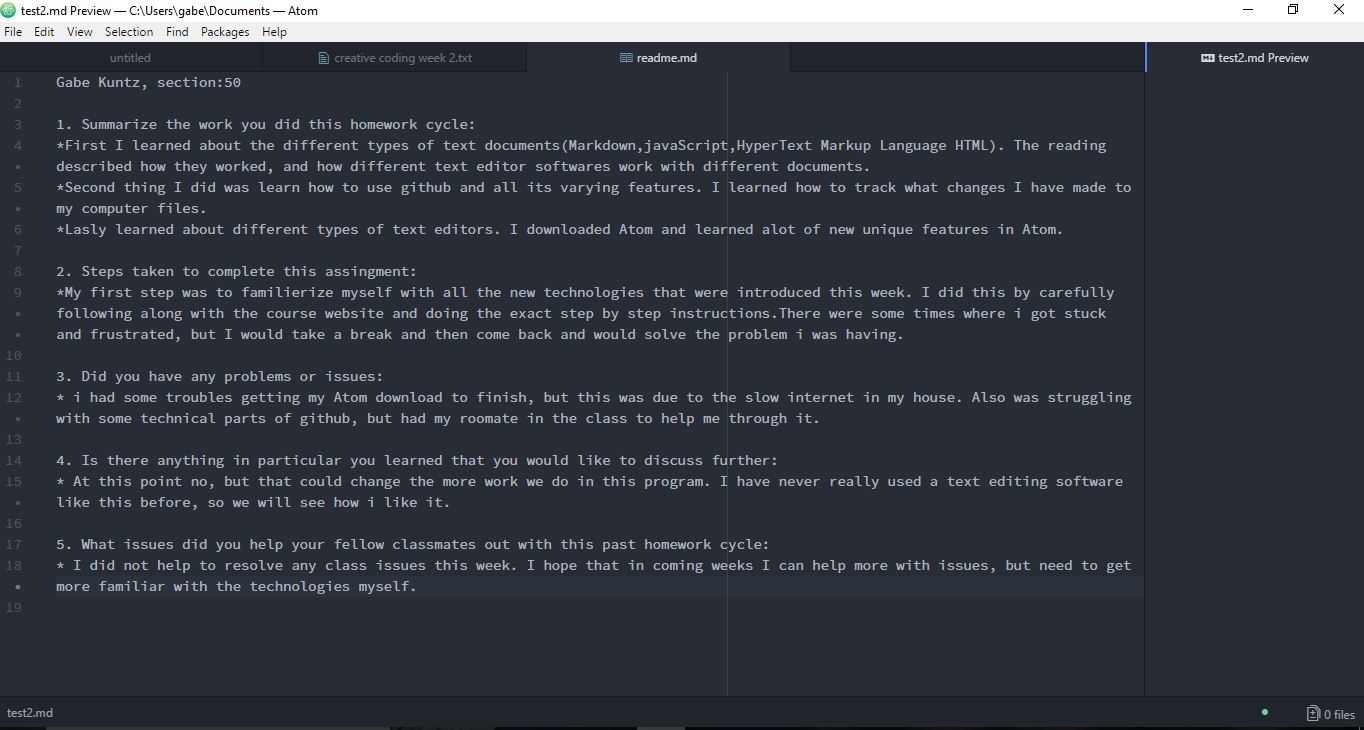 test2.md Preview — C:\Users\gabe\Documents — Atom
File Edit View Selection Find Packages Help
untitled creative coding week 2.txt readme.md test2.md Preview
1 Gabe Kuntz, section:50
2
3 1. Summarize the work you did this homework cycle:
4 *First I learned about the different types of text documents(Markdown,javaScript,HyperText Markup Language HTML). The reading
• described how they worked, and how different text editor softwares work with different documents.
5 *Second thing I did was learn how to use github and all its varying features. I learned how to track what changes I have made to
• my computer files.
6 *Lasly learned about different types of text editors. I downloaded Atom and learned alot of new unique features in Atom.
7
8 2. Steps taken to complete this assingment:
9 *My first step was to familierize myself with all the new technologies that were introduced this week. I did this by carefully
• following along with the course website and doing the exact step by step instructions.There were some times where i got stuck
• and frustrated, but I would take a break and then come back and would solve the problem i was having.
10
11 3. Did you have any problems or issues:
12 * i had some troubles getting my Atom download to finish, but this was due to the slow internet in my house. Also was struggling
• with some technical parts of github, but had my roomate in the class to help me through it.
13
14 4. Is there anything in particular you learned that you would like to discuss further:
15 * At this point no, but that could change the more work we do in this program. I have never really used a text editing software
• like this before, so we will see how i like it.
16
17 5. What issues did you help your fellow classmates out with this past homework cycle:
18 * I did not help to resolve any class issues this week. I hope that in coming weeks I can help more with issues, but need to get
• more familiar with the technologies myself.
19
test2.md 0 files